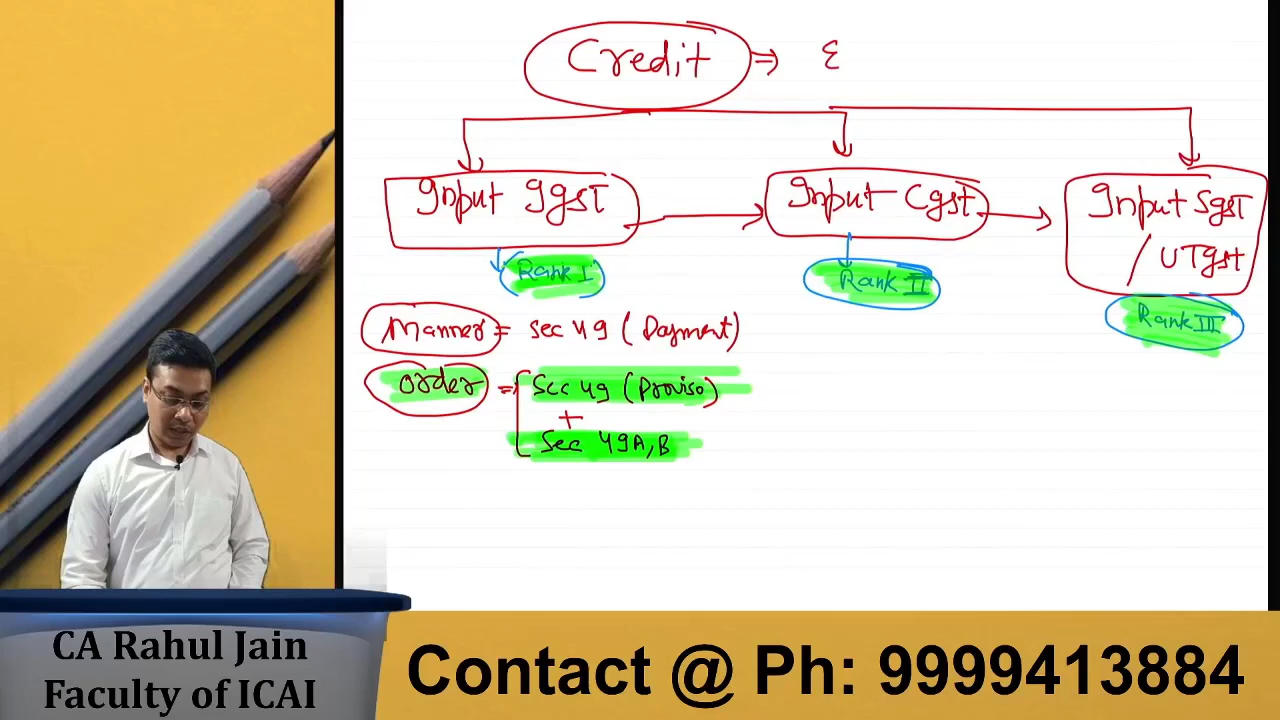 Credit ⇒ ε
Input IGST → Input CGST → Input SGST
/ UTGST
Rank I
Rank II
Rank III
Manner = Sec 49 (Payment)
Order = Sec 49 (Proviso)
+
Sec 49A,B
CA Rahul Jain
Faculty of ICAI
Contact @ Ph: 9999413884